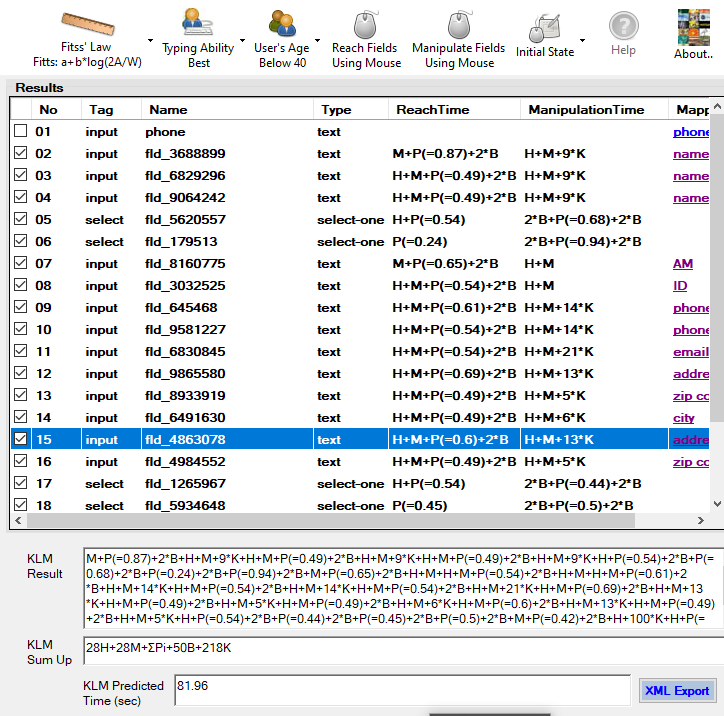 Fitss' Law
Fitts: a+b*log(2A/W)
Typing Ability
Best
User's Age
Below 40
Reach Fields
Using Mouse
Manipulate Fields
Using Mouse
Initial State
Help
About..
Results
No Tag Name Type ReachTime ManipulationTime Mapp
01 input phone text phone
02 input fld_3688899 text M+P(=0.87)+2*B H+M+9*K name
03 input fld_6829296 text H+M+P(=0.49)+2*B H+M+9*K name
04 input fld_9064242 text H+M+P(=0.49)+2*B H+M+9*K name
05 select fld_5620557 select-one H+P(=0.54) 2*B+P(=0.68)+2*B
06 select fld_179513 select-one P(=0.24) 2*B+P(=0.94)+2*B
07 input fld_8160775 text M+P(=0.65)+2*B H+M AM
08 input fld_3032525 text H+M+P(=0.54)+2*B H+M ID
09 input fld_645468 text H+M+P(=0.61)+2*B H+M+14*K phone
10 input fld_9581227 text H+M+P(=0.54)+2*B H+M+14*K phone
11 input fld_6830845 text H+M+P(=0.54)+2*B H+M+21*K email
12 input fld_9865580 text H+M+P(=0.69)+2*B H+M+13*K addre
13 input fld_8933919 text H+M+P(=0.49)+2*B H+M+5*K zip co
14 input fld_6491630 text H+M+P(=0.49)+2*B H+M+6*K city
15 input fld_4863078 text H+M+P(=0.6)+2*B H+M+13*K addre
16 input fld_4984552 text H+M+P(=0.49)+2*B H+M+5*K zip co
17 select fld_1265967 select-one H+P(=0.54) 2*B+P(=0.44)+2*B
18 select fld_5934648 select-one P(=0.45) 2*B+P(=0.5)+2*B
KLM
Result
M+P(=0.87)+2*B+H+M+9*K+H+M+P(=0.49)+2*B+H+M+9*K+H+M+P(=0.49)+2*B+H+M+9*K+H+P(=0.54)+2*B+P(=
0.68)+2*B+P(=0.24)+2*B+P(=0.94)+2*B+M+P(=0.65)+2*B+H+M+H+M+P(=0.54)+2*B+H+M+H+M+P(=0.61)+2
*B+H+M+14*K+H+M+P(=0.54)+2*B+H+M+14*K+H+M+P(=0.54)+2*B+H+M+21*K+H+M+P(=0.69)+2*B+H+M+13
*K+H+M+P(=0.49)+2*B+H+M+5*K+H+M+P(=0.49)+2*B+H+M+6*K+H+M+P(=0.6)+2*B+H+M+13*K+H+M+P(=0.49)
+2*B+H+M+5*K+H+P(=0.54)+2*B+P(=0.44)+2*B+P(=0.45)+2*B+P(=0.5)+2*B+M+P(=0.42)+2*B+H+100*K+H+P(=
KLM
Sum Up
28H+28M+ΣPi+50B+218K
KLM Predicted
Time (sec)
81.96
XML Export